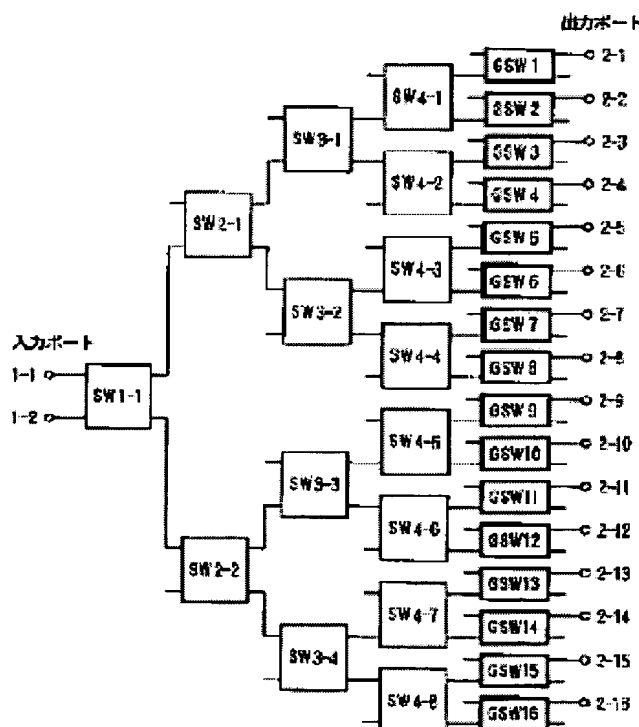 出力ポート
2-1
GSW1
SW4-1
2-2
GSW2
SW3-1
2-3
GSW3
SW4-2
2-4
GSW4
SW2-1
2-5
GSW5
SW4-3
2-6
GSW6
SW3-2
2-7
GSW7
入力ポート
SW4-4
2-8
GSW8
1-1
SW1-1
2-9
GSW9
1-2
SW4-5
2-10
GSW10
SW3-3
2-11
GSW11
SW4-6
2-12
GSW12
SW2-2
2-13
GSW13
SW4-7
2-14
GSW14
SW3-4
2-15
GSW15
SW4-8
2-16
GSW16